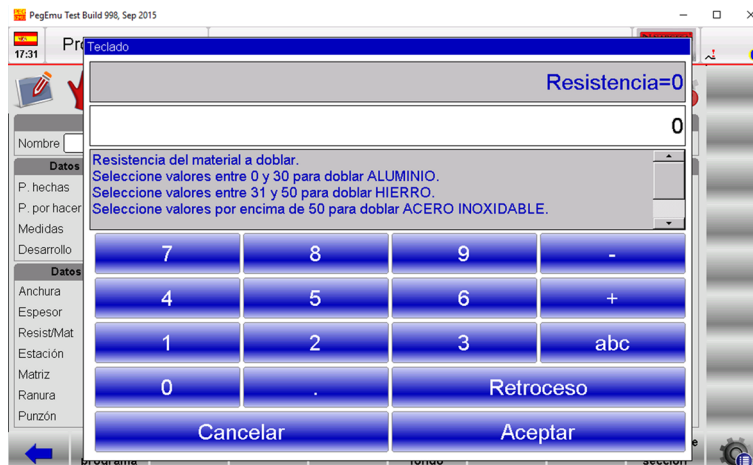 PegEmu Test Build 998, Sep 2015
17:31
Teclado
Resistencia=0
0
Resistencia del material a doblar.
Seleccione valores entre 0 y 30 para doblar ALUMINIO.
Seleccione valores entre 31 y 50 para doblar HIERRO.
Seleccione valores por encima de 50 para doblar ACERO INOXIDABLE.
Nombre
Datos
P. hechas
P. por hacer
Medidas
Desarrollo
Datos
Anchura
Espesor
Resist/Mat
Estación
Matriz
Ranura
Punzón
7 8 9 -
4 5 6 +
1 2 3 abc
0 . Retroceso
Cancelar Aceptar
programa fondo sección